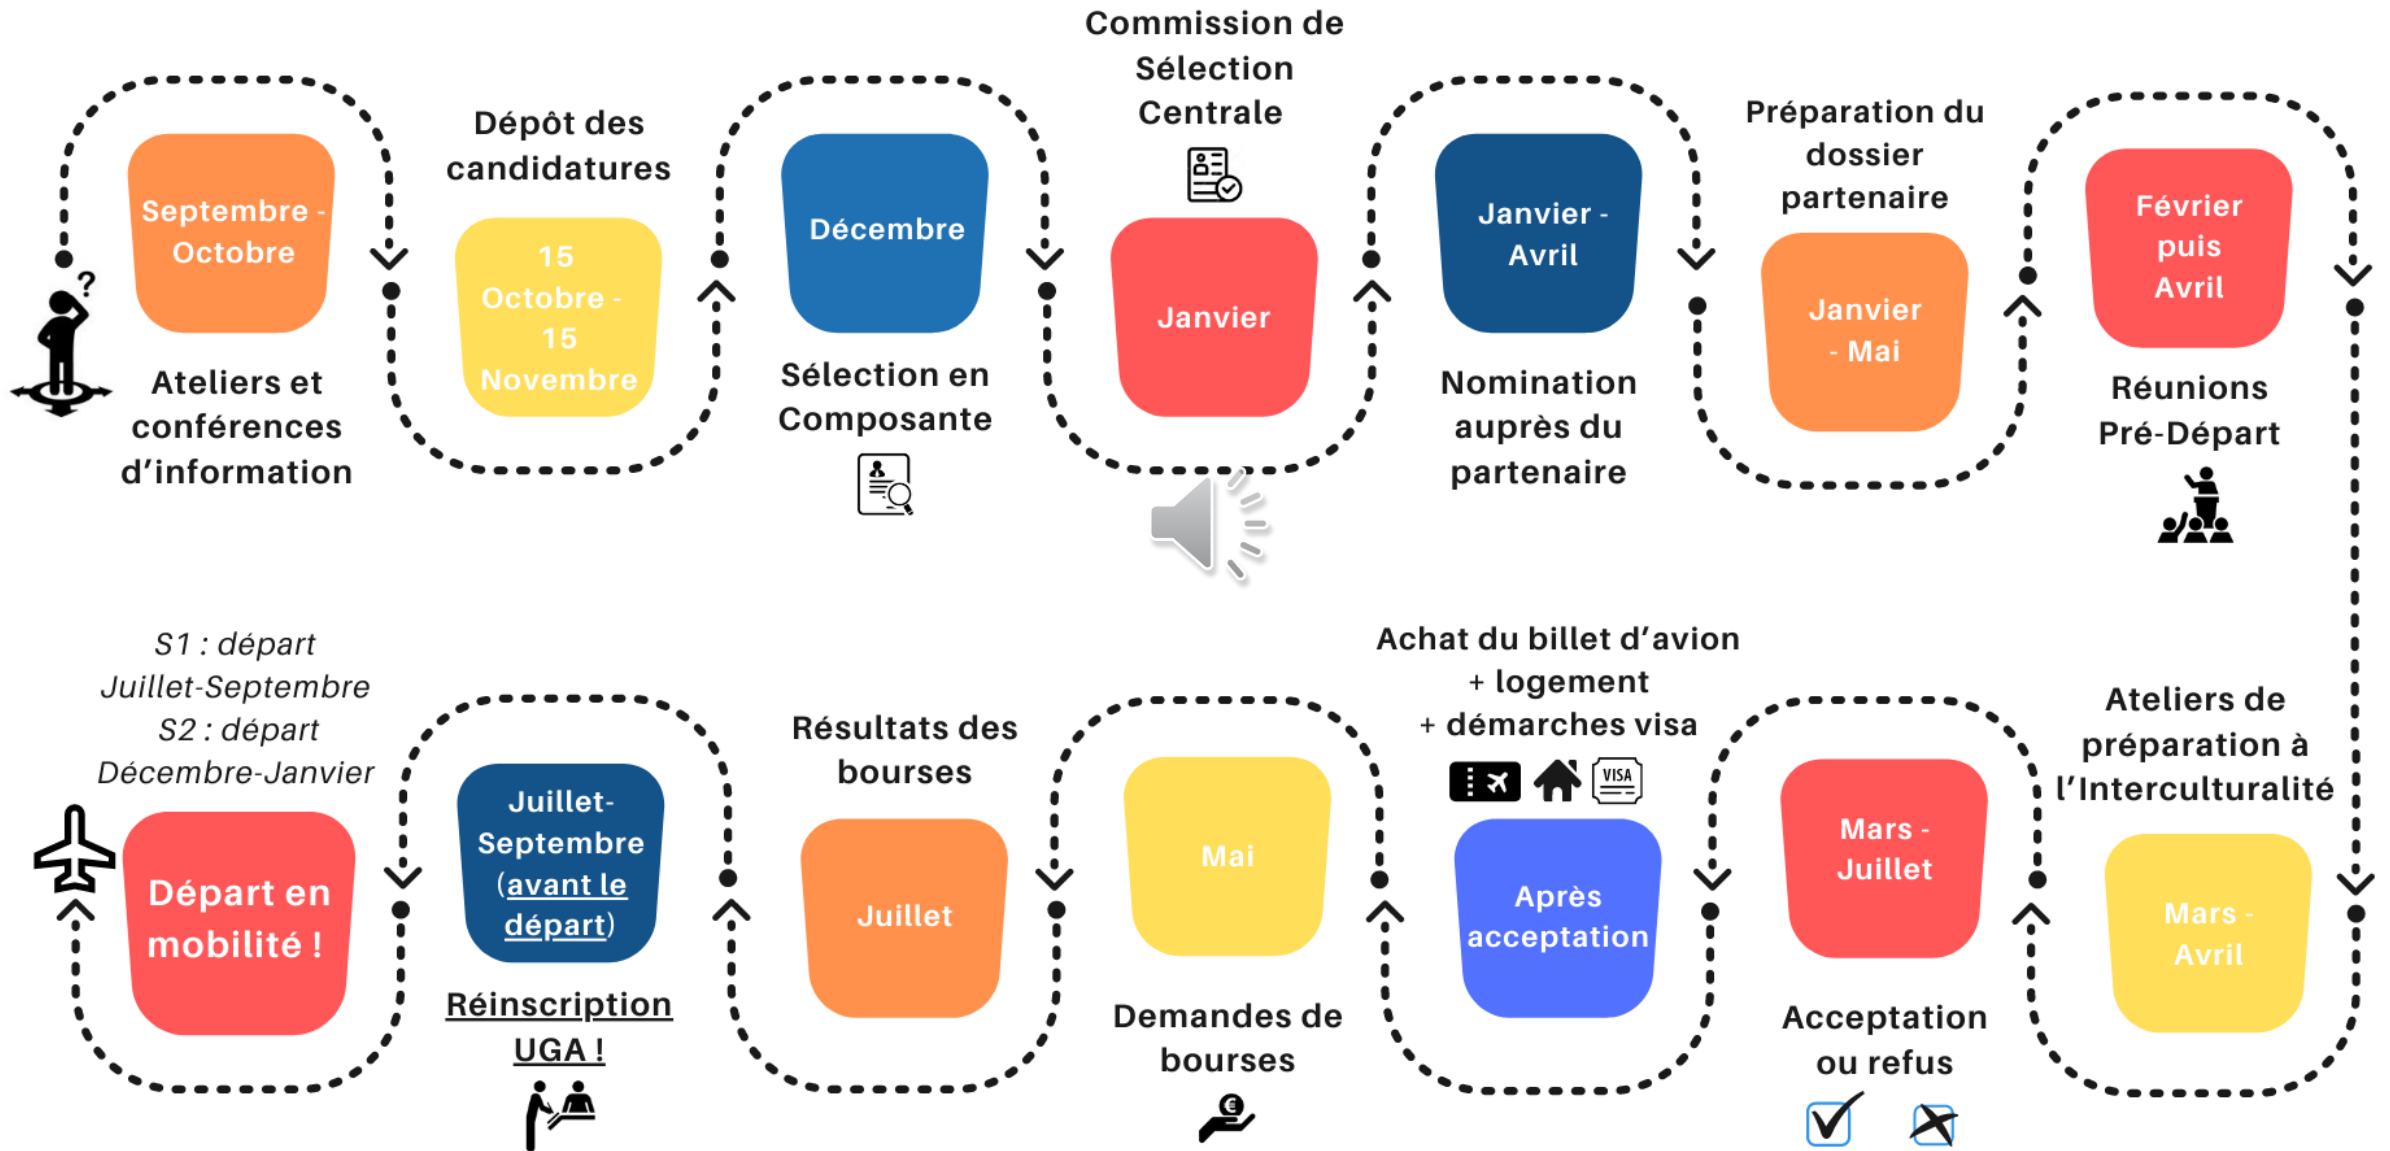 Septembre -
Octobre
Ateliers et
conférences
d'information
?
Dépôt des
candidatures
15
Octobre -
15
Novembre
Décembre
Sélection en
Composante
Commission de
Sélection
Centrale
Janvier
Janvier -
Avril
Nomination
auprès du
partenaire
Préparation du
dossier
partenaire
Janvier
- Mai
Février
puis
Avril
Réunions
Pré-Départ
Ateliers de
préparation à
l'Interculturalité
Mars -
Avril
Mars -
Juillet
Acceptation
ou refus
Achat du billet d'avion
+ logement
+ démarches visa
VISA
Après
acceptation
Mai
Demandes de
bourses
€
Résultats des
bourses
Juillet
Juillet-
Septembre
(avant le
départ)
Réinscription
UGA !
S1 : départ
Juillet-Septembre
S2 : départ
Décembre-Janvier
Départ en
mobilité !